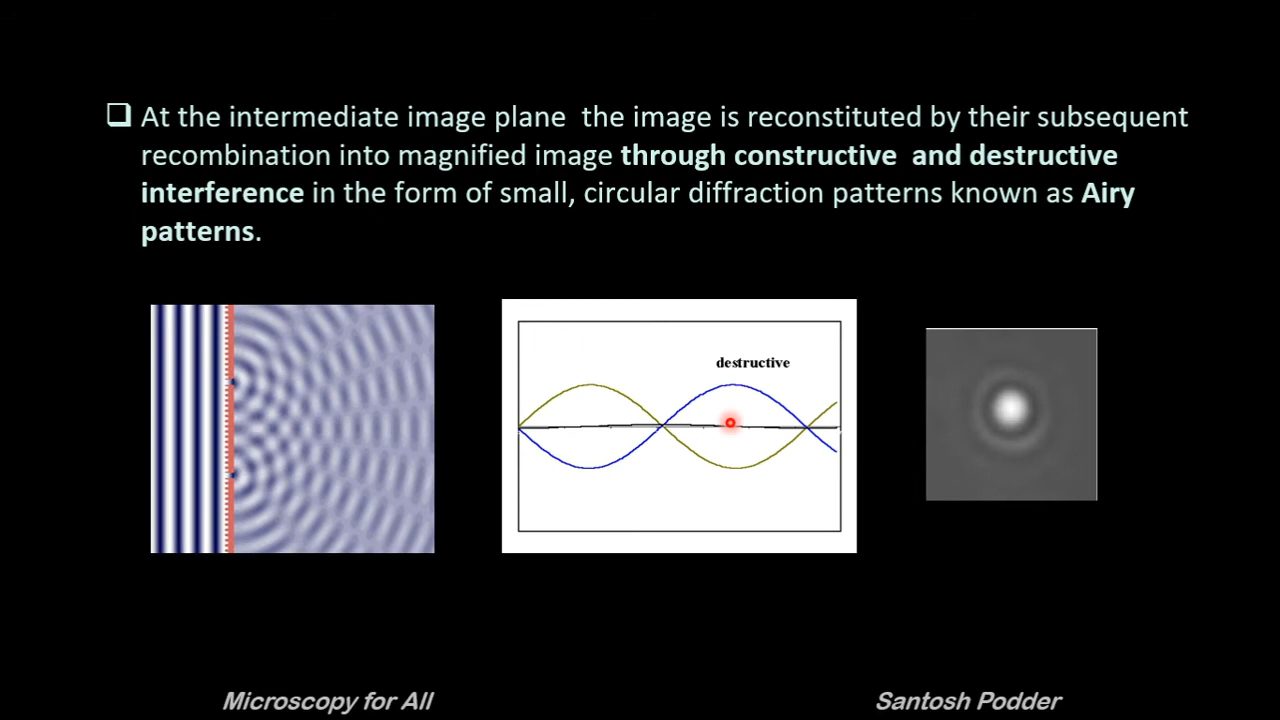 At the intermediate image plane  the image is reconstituted by their subsequent
recombination into magnified image through constructive  and destructive
interference in the form of small, circular diffraction patterns known as Airy
patterns.
destructive
Microscopy for All
Santosh Podder